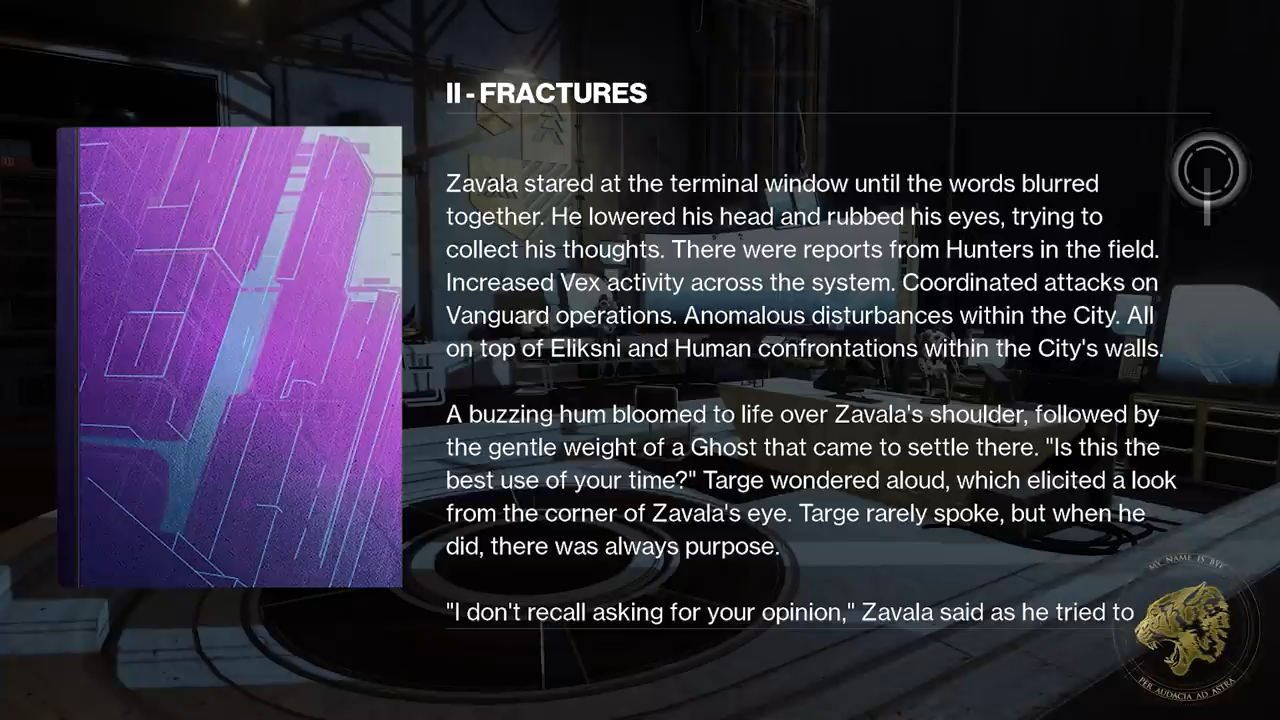 II - FRACTURES
Zavala stared at the terminal window until the words blurred
together. He lowered his head and rubbed his eyes, trying to
collect his thoughts. There were reports from Hunters in the field.
Increased Vex activity across the system. Coordinated attacks on
Vanguard operations. Anomalous disturbances within the City. All
on top of Eliksni and Human confrontations within the City's walls.
A buzzing hum bloomed to life over Zavala's shoulder, followed by
the gentle weight of a Ghost that came to settle there. "Is this the
best use of your time?" Targe wondered aloud, which elicited a look
from the corner of Zavala's eye. Targe rarely spoke, but when he
did, there was always purpose.
"I don't recall asking for your opinion," Zavala said as he tried to
MY NAME IS BYF
PER AUDACIA AD ASTRA